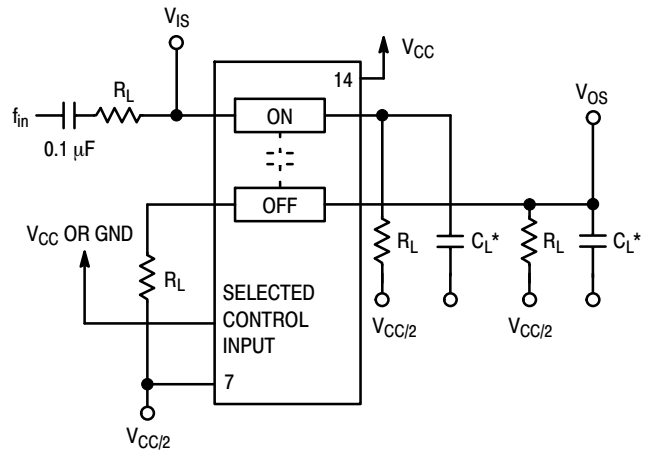 V_IS
14
V_CC
f_in
R_L
0.1 µF
ON
V_OS
OFF
V_CC OR GND
R_L
R_L
C_L*
R_L
C_L*
SELECTED
CONTROL
INPUT
V_CC/2
V_CC/2
7
V_CC/2